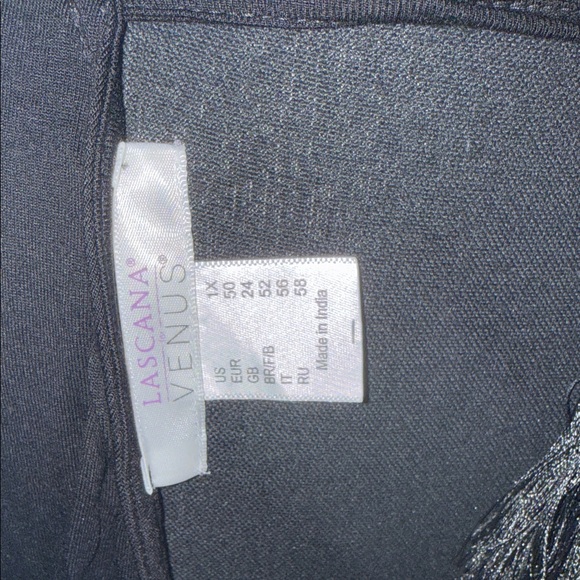 LASCANA®
VENUS®
US 1X
EUR 50
GB 24
BR/F/B 52
IT 56
RU 58
Made in India